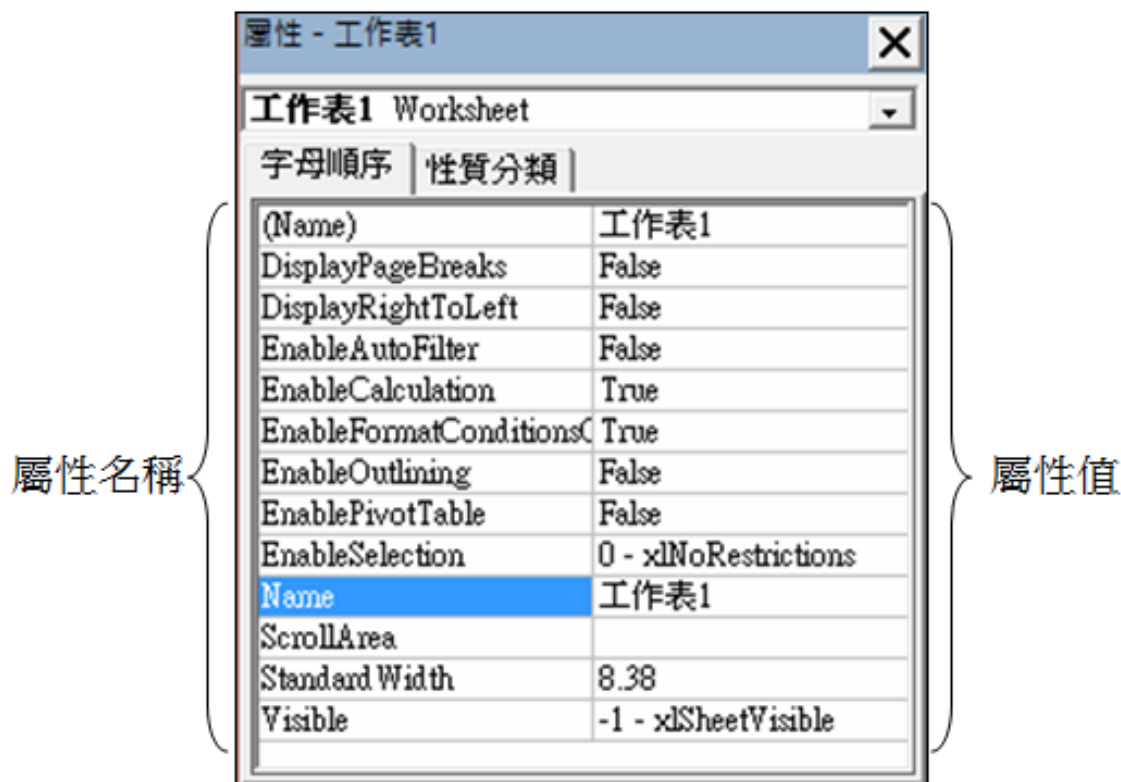 屬性 - 工作表1
工作表1 Worksheet
字母順序 性質分類
(Name) 工作表1
DisplayPageBreaks False
DisplayRightToLeft False
EnableAutoFilter False
EnableCalculation True
EnableFormatConditionsC True
EnableOutlining False
EnablePivotTable False
EnableSelection 0 - xlNoRestrictions
Name 工作表1
ScrollArea
StandardWidth 8.38
Visible -1 - xlSheetVisible
屬性名稱
屬性值